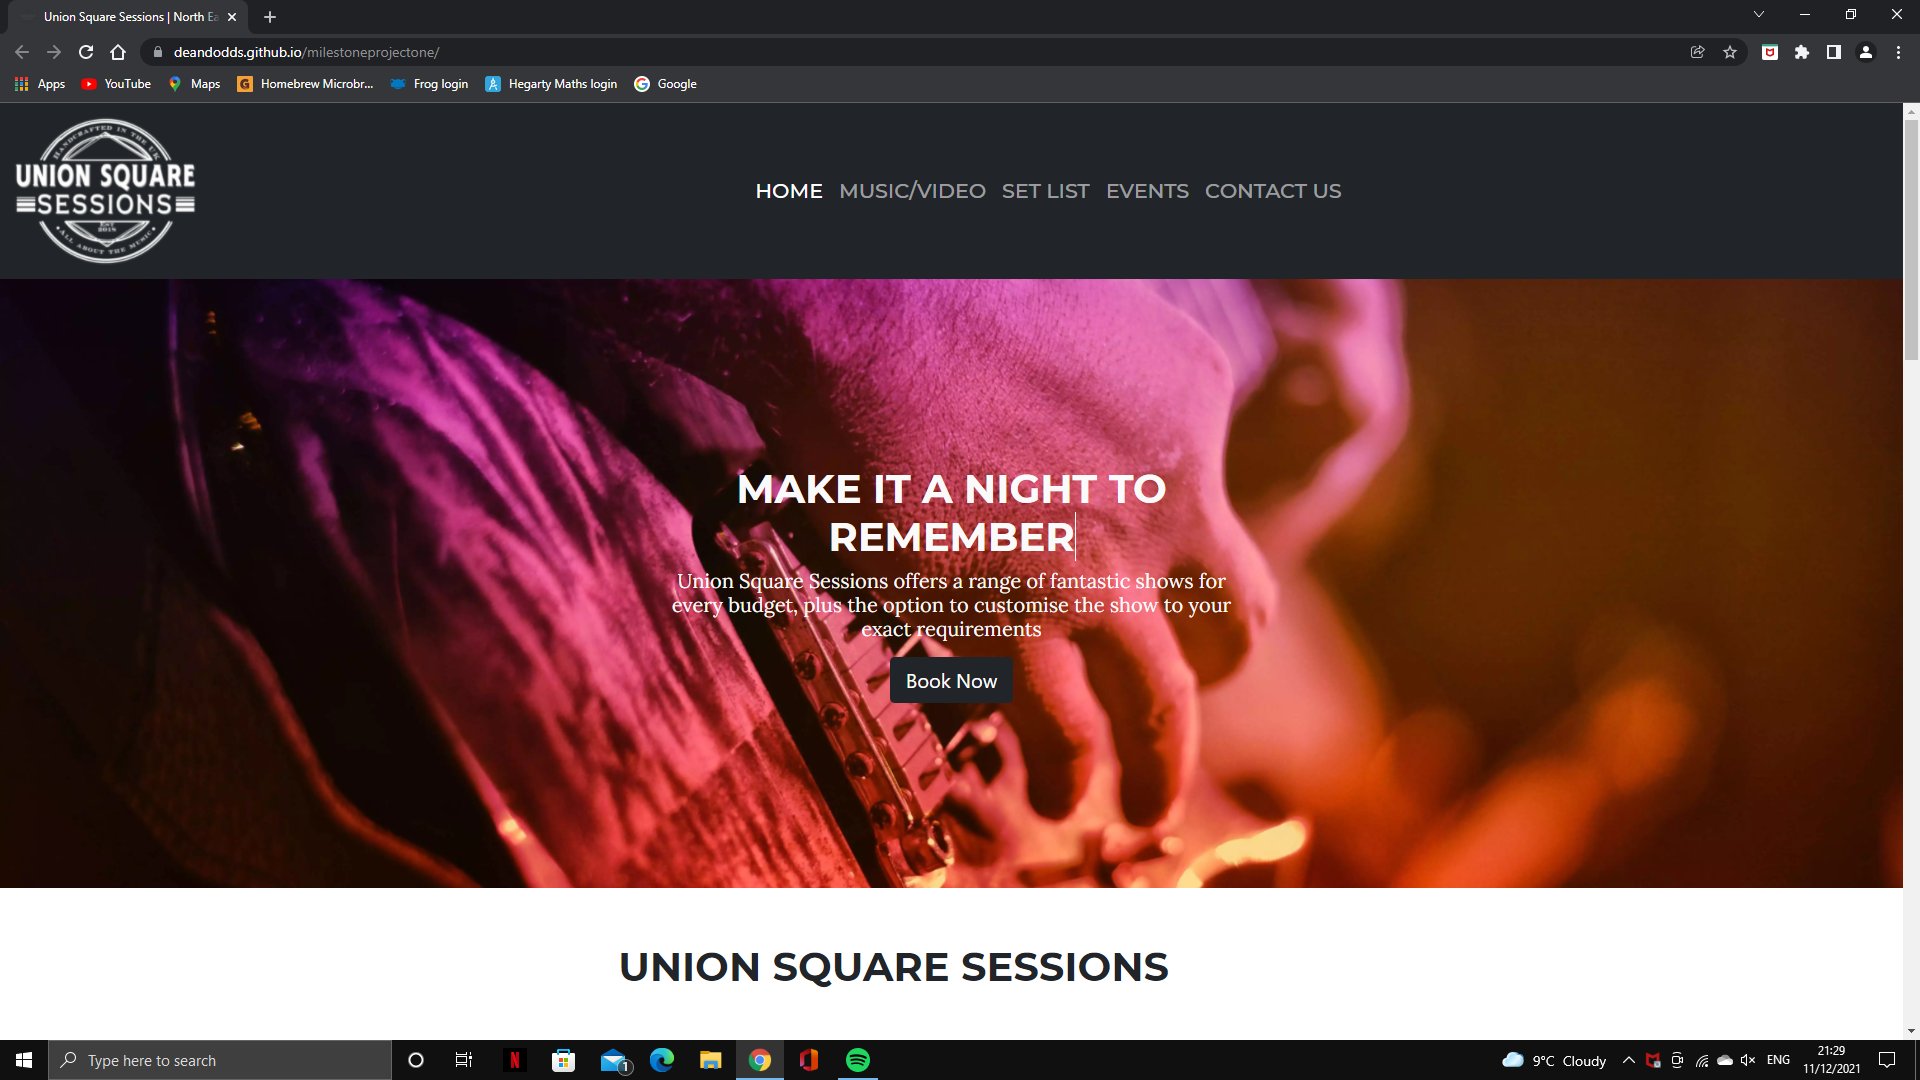 Union Square Sessions | North Ea
deandodds.github.io/milestoneprojectone/
Apps YouTube Maps Homebrew Microbr... Frog login Hegarty Maths login Google
HANDCRAFTED IN THE UK
UNION SQUARE
SESSIONS
EST
2018
ALL ABOUT THE MUSIC
HOME MUSIC/VIDEO SET LIST EVENTS CONTACT US
MAKE IT A NIGHT TO
REMEMBER
Union Square Sessions offers a range of fantastic shows for
every budget, plus the option to customise the show to your
exact requirements
Book Now
UNION SQUARE SESSIONS
Type here to search
1
9°C Cloudy
ENG
21:29
11/12/2021